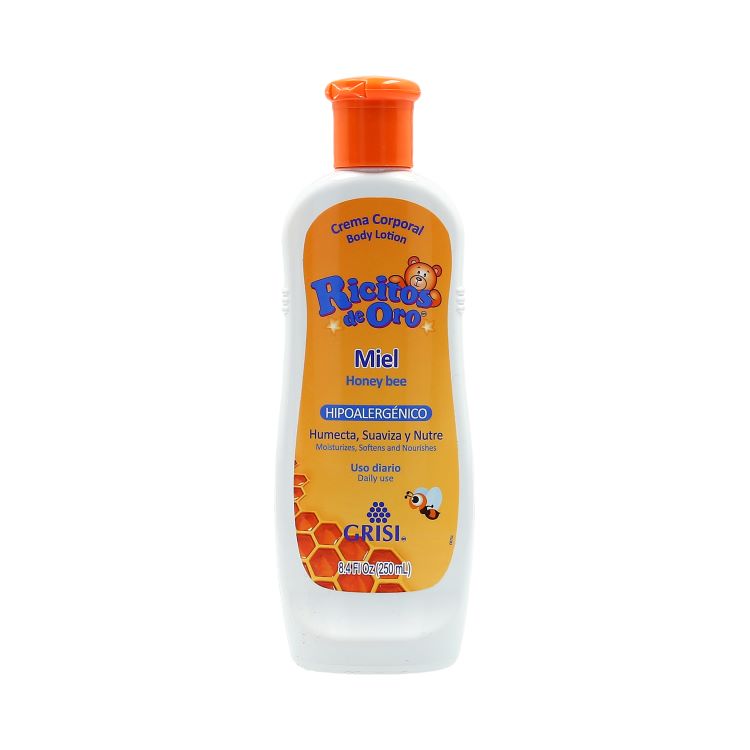 Crema Corporal
Body Lotion
Ricitos
de Oro
Miel
Honey bee
HIPOALERGÉNICO
Humecta, Suaviza y Nutre
Moisturizes, Softens and Nourishes
Uso diario
Daily use
GRISI
8.4 Fl Oz (250 mL)